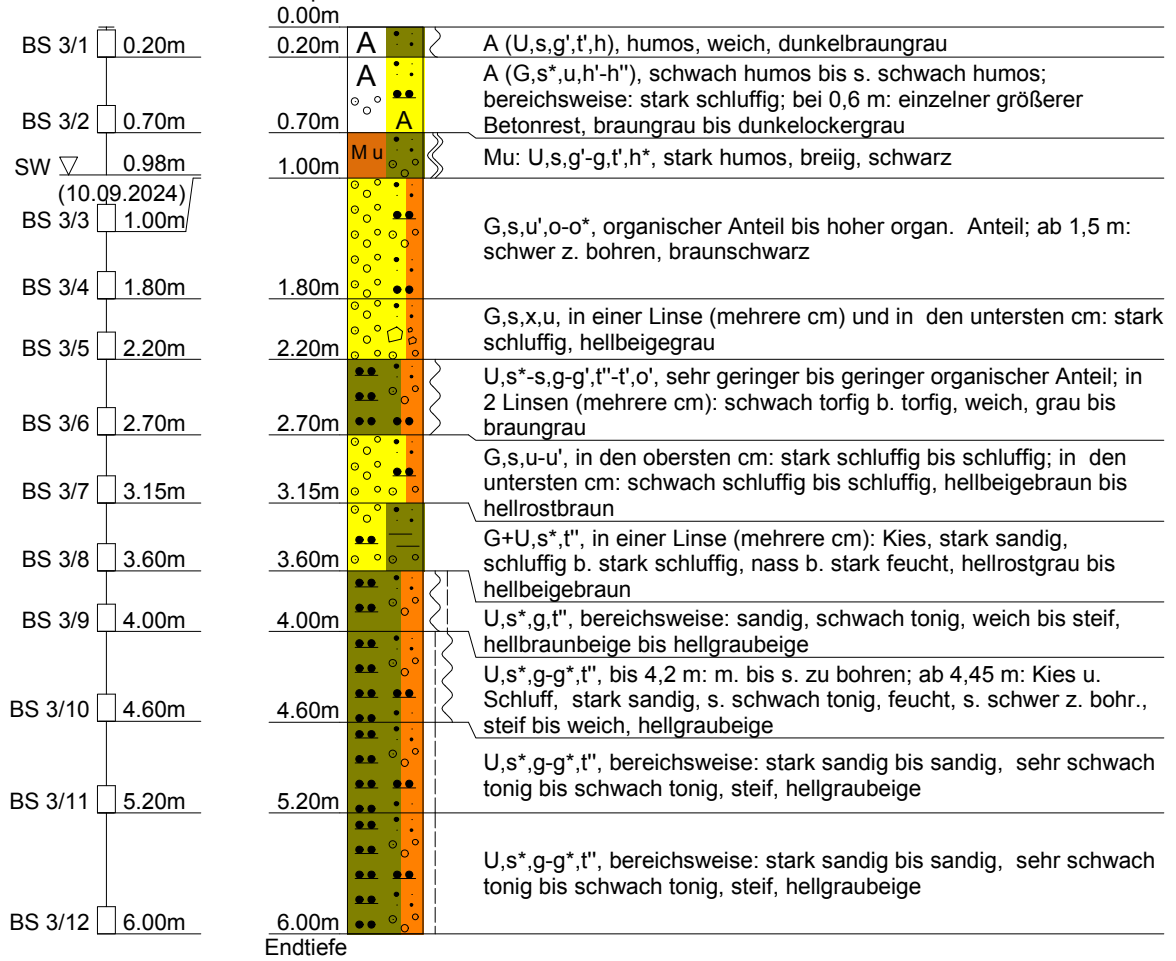 0.00m
BS 3/1 0.20m 0.20m A A (U,s,g',t',h), humos, weich, dunkelbraungrau
A A (G,s*,u,h'-h''), schwach humos bis s. schwach humos;
bereichsweise: stark schluffig; bei 0,6 m: einzelner größerer
BS 3/2 0.70m 0.70m A Betonrest, braungrau bis dunkelockergrau
SW 0.98m 1.00m Mu Mu: U,s,g'-g,t',h*, stark humos, breiig, schwarz
(10.09.2024)
BS 3/3 1.00m G,s,u',o-o*, organischer Anteil bis hoher organ. Anteil; ab 1,5 m:
schwer z. bohren, braunschwarz
BS 3/4 1.80m 1.80m
G,s,x,u, in einer Linse (mehrere cm) und in den untersten cm: stark
BS 3/5 2.20m 2.20m schluffig, hellbeigegrau
U,s*-s,g-g',t''-t',o', sehr geringer bis geringer organischer Anteil; in
2 Linsen (mehrere cm): schwach torfig b. torfig, weich, grau bis
BS 3/6 2.70m 2.70m braungrau
G,s,u-u', in den obersten cm: stark schluffig bis schluffig; in den
BS 3/7 3.15m 3.15m untersten cm: schwach schluffig bis schluffig, hellbeigebraun bis
hellrostbraun
G+U,s*,t'', in einer Linse (mehrere cm): Kies, stark sandig,
BS 3/8 3.60m 3.60m schluffig b. stark schluffig, nass b. stark feucht, hellrostgrau bis
hellbeigebraun
BS 3/9 4.00m 4.00m U,s*,g,t'', bereichsweise: sandig, schwach tonig, weich bis steif,
hellbraunbeige bis hellgraubeige
U,s*,g-g*,t'', bis 4,2 m: m. bis s. zu bohren; ab 4,45 m: Kies u.
BS 3/10 4.60m 4.60m Schluff, stark sandig, s. schwach tonig, feucht, s. schwer z. bohr.,
steif bis weich, hellgraubeige
U,s*,g-g*,t'', bereichsweise: stark sandig bis sandig, sehr schwach
BS 3/11 5.20m 5.20m tonig bis schwach tonig, steif, hellgraubeige
U,s*,g-g*,t'', bereichsweise: stark sandig bis sandig, sehr schwach
tonig bis schwach tonig, steif, hellgraubeige
BS 3/12 6.00m 6.00m
Endtiefe